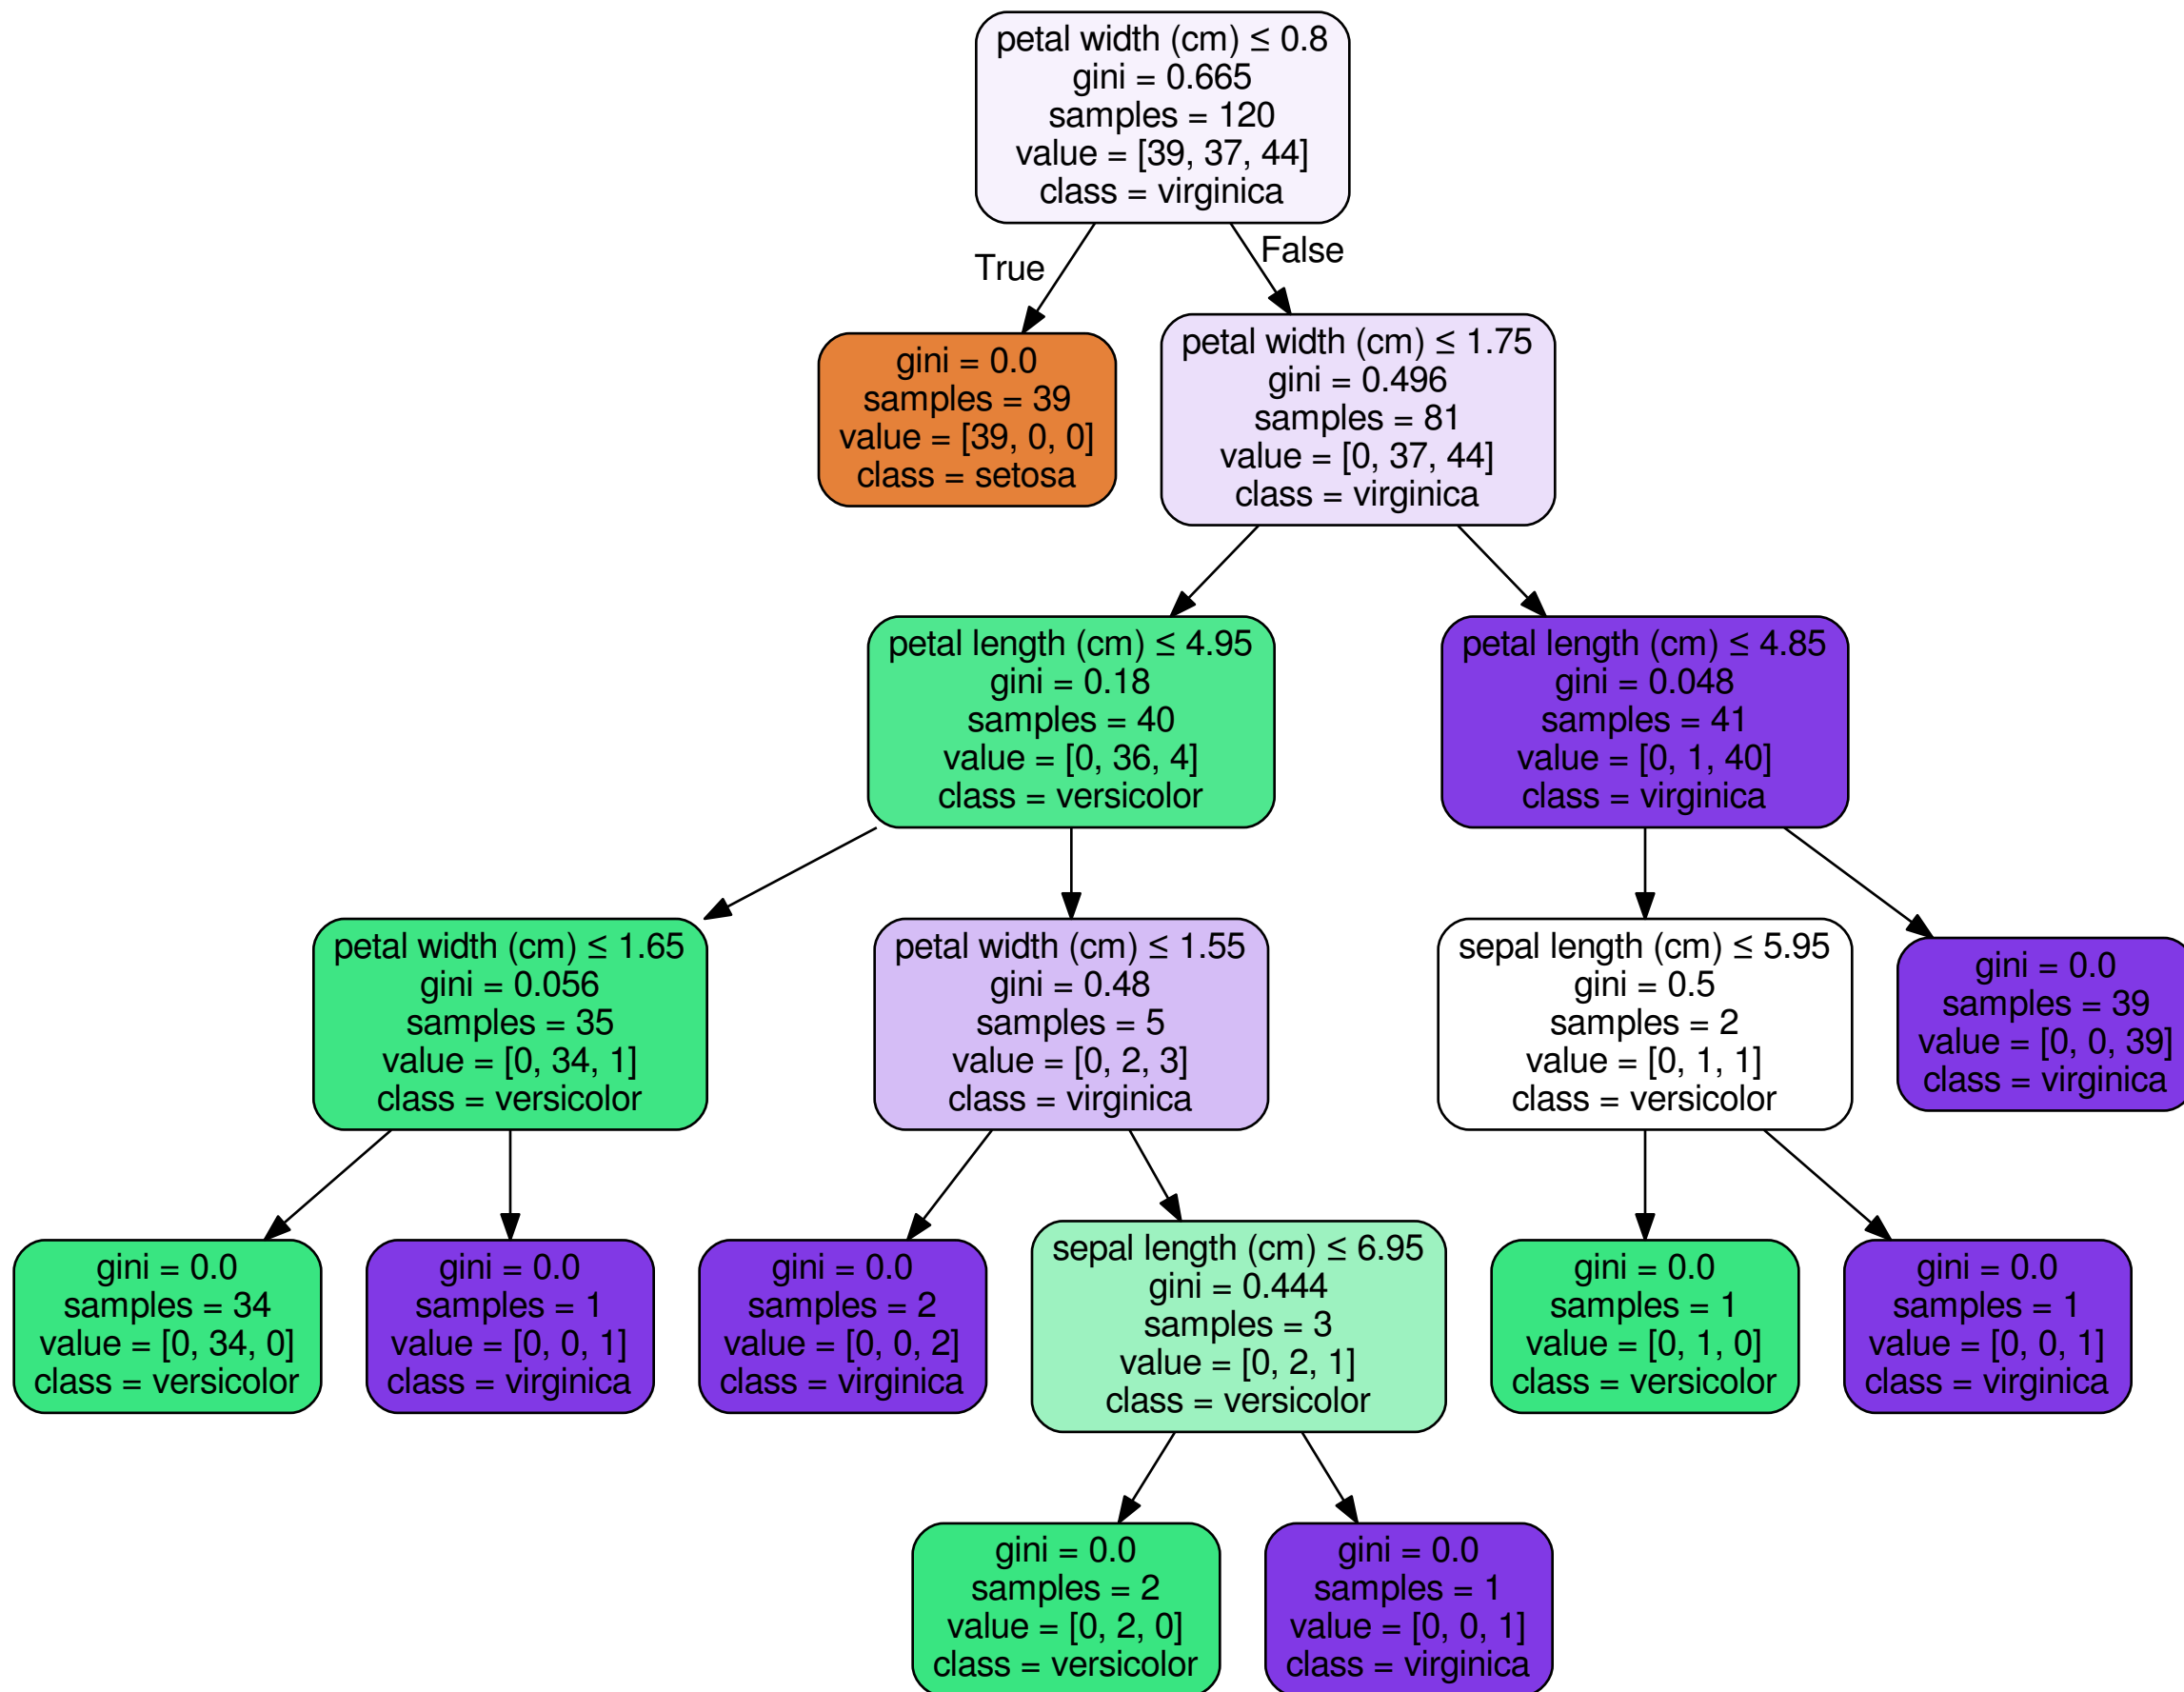 petal width (cm) ≤ 0.8
gini = 0.665
samples = 120
value = [39, 37, 44]
class = virginica
True
False
gini = 0.0
samples = 39
value = [39, 0, 0]
class = setosa
petal width (cm) ≤ 1.75
gini = 0.496
samples = 81
value = [0, 37, 44]
class = virginica
petal length (cm) ≤ 4.95
gini = 0.18
samples = 40
value = [0, 36, 4]
class = versicolor
petal length (cm) ≤ 4.85
gini = 0.048
samples = 41
value = [0, 1, 40]
class = virginica
petal width (cm) ≤ 1.65
gini = 0.056
samples = 35
value = [0, 34, 1]
class = versicolor
petal width (cm) ≤ 1.55
gini = 0.48
samples = 5
value = [0, 2, 3]
class = virginica
sepal length (cm) ≤ 5.95
gini = 0.5
samples = 2
value = [0, 1, 1]
class = versicolor
gini = 0.0
samples = 39
value = [0, 0, 39]
class = virginica
gini = 0.0
samples = 34
value = [0, 34, 0]
class = versicolor
gini = 0.0
samples = 1
value = [0, 0, 1]
class = virginica
gini = 0.0
samples = 2
value = [0, 0, 2]
class = virginica
sepal length (cm) ≤ 6.95
gini = 0.444
samples = 3
value = [0, 2, 1]
class = versicolor
gini = 0.0
samples = 1
value = [0, 1, 0]
class = versicolor
gini = 0.0
samples = 1
value = [0, 0, 1]
class = virginica
gini = 0.0
samples = 2
value = [0, 2, 0]
class = versicolor
gini = 0.0
samples = 1
value = [0, 0, 1]
class = virginica